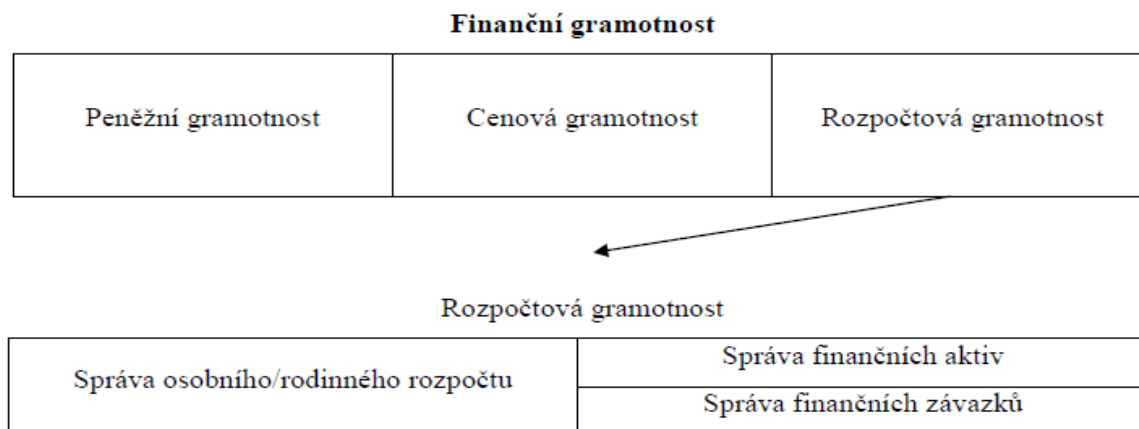 Finanční gramotnost
Peněžní gramotnost
Cenová gramotnost
Rozpočtová gramotnost
Rozpočtová gramotnost
Správa osobního/rodinného rozpočtu
Správa finančních aktiv
Správa finančních závazků